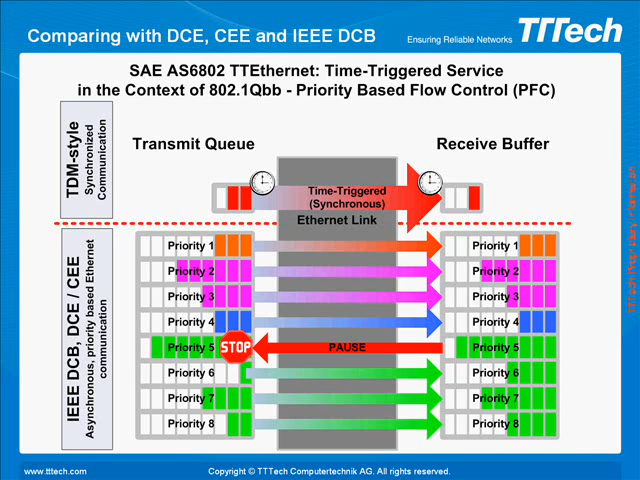 Comparing with DCE, CEE and IEEE DCB
Ensuring Reliable Networks
TTTech
SAE AS6802 TTEthernet: Time-Triggered Service
in the Context of 802.1Qbb - Priority Based Flow Control (PFC)
TDM-style
Synchronized
Communication
Transmit Queue
Receive Buffer
Time-Triggered
(Synchronous)
Ethernet Link
IEEE DCB, DCE / CEE
Asynchronous, priority based Ethernet
communication
Priority 1
Priority 1
Priority 2
Priority 2
Priority 3
Priority 3
Priority 4
Priority 4
Priority 5
STOP
PAUSE
Priority 5
Priority 6
Priority 6
Priority 7
Priority 7
Priority 8
Priority 8
TTTech Proprietary Information
www.tttech.com
Copyright © TTTech Computertechnik AG. All rights reserved.